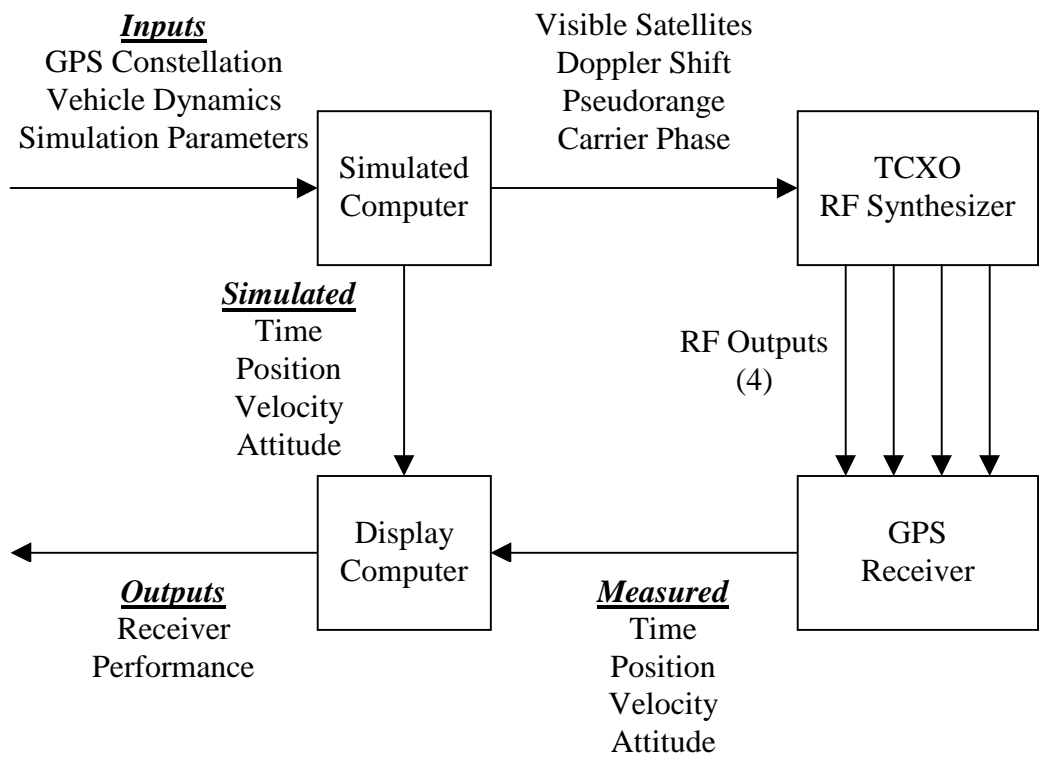 Inputs
GPS Constellation
Vehicle Dynamics
Simulation Parameters
Visible Satellites
Doppler Shift
Pseudorange
Carrier Phase
Simulated
Computer
TCXO
RF Synthesizer
Simulated
Time
Position
Velocity
Attitude
RF Outputs
(4)
Display
Computer
GPS
Receiver
Outputs
Receiver
Performance
Measured
Time
Position
Velocity
Attitude